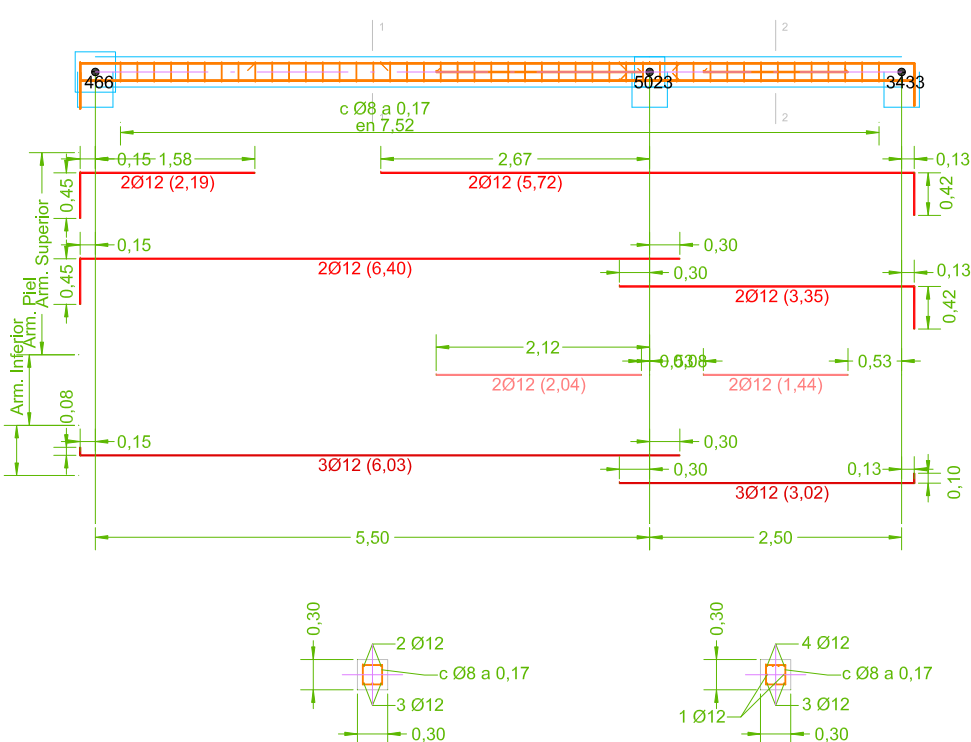 1
2
466
5023
3433
c Ø8 a 0,17
en 7,52
1
2
0,15 1,58
2,67
0,13
2Ø12 (2,19)
2Ø12 (5,72)
0,45
0,42
Arm. Superior
0,15
0,30
2Ø12 (6,40)
0,30
0,13
0,45
2Ø12 (3,35)
0,42
Arm. Piel
2,12
0,53
0,08
0,53
2Ø12 (2,04)
2Ø12 (1,44)
Arm. Inferior
0,08
0,15
0,30
3Ø12 (6,03)
0,30
0,13
3Ø12 (3,02)
0,10
5,50
2,50
0,30
2 Ø12
c Ø8 a 0,17
3 Ø12
0,30
0,30
4 Ø12
c Ø8 a 0,17
1 Ø12
3 Ø12
0,30